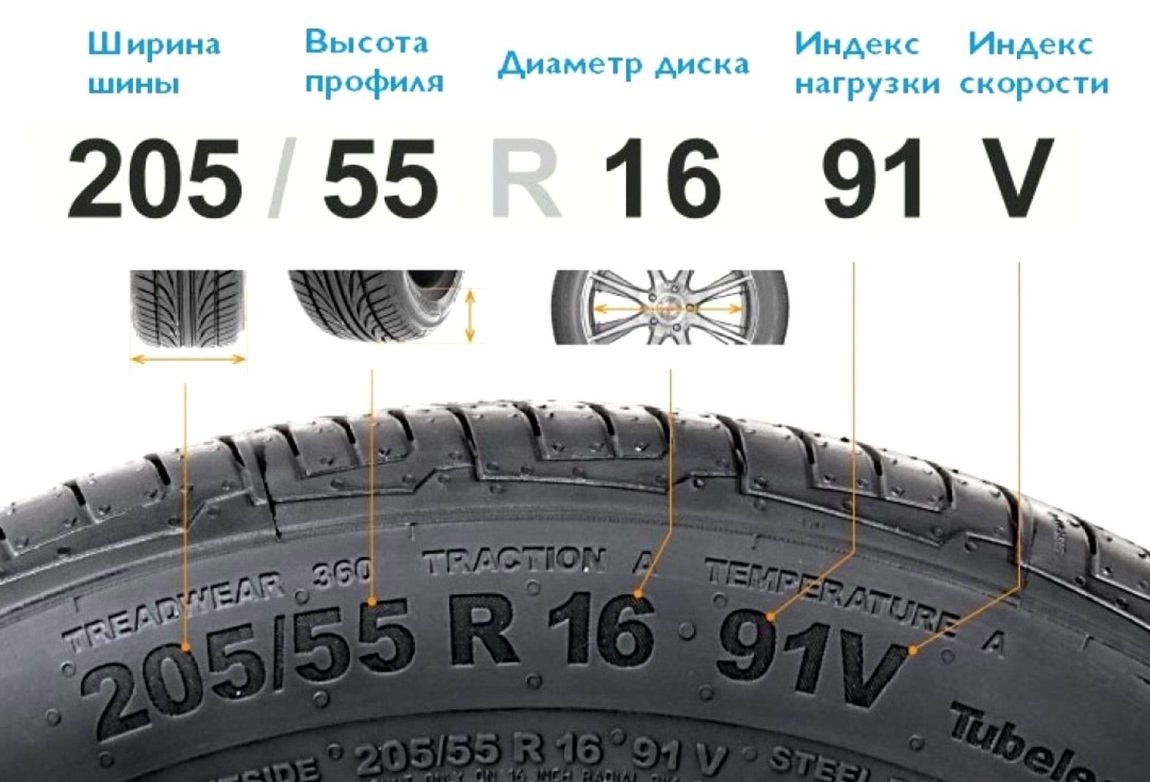 Ширина
шины
Высота
профиля
Диаметр диска
Индекс
нагрузки
Индекс
скорости
205 / 55 R 16 91 V
TREADWEAR 360 TRACTION A TEMPERATURE A
205/55 R 16 91V
205/55 R 16 91 V STEEL